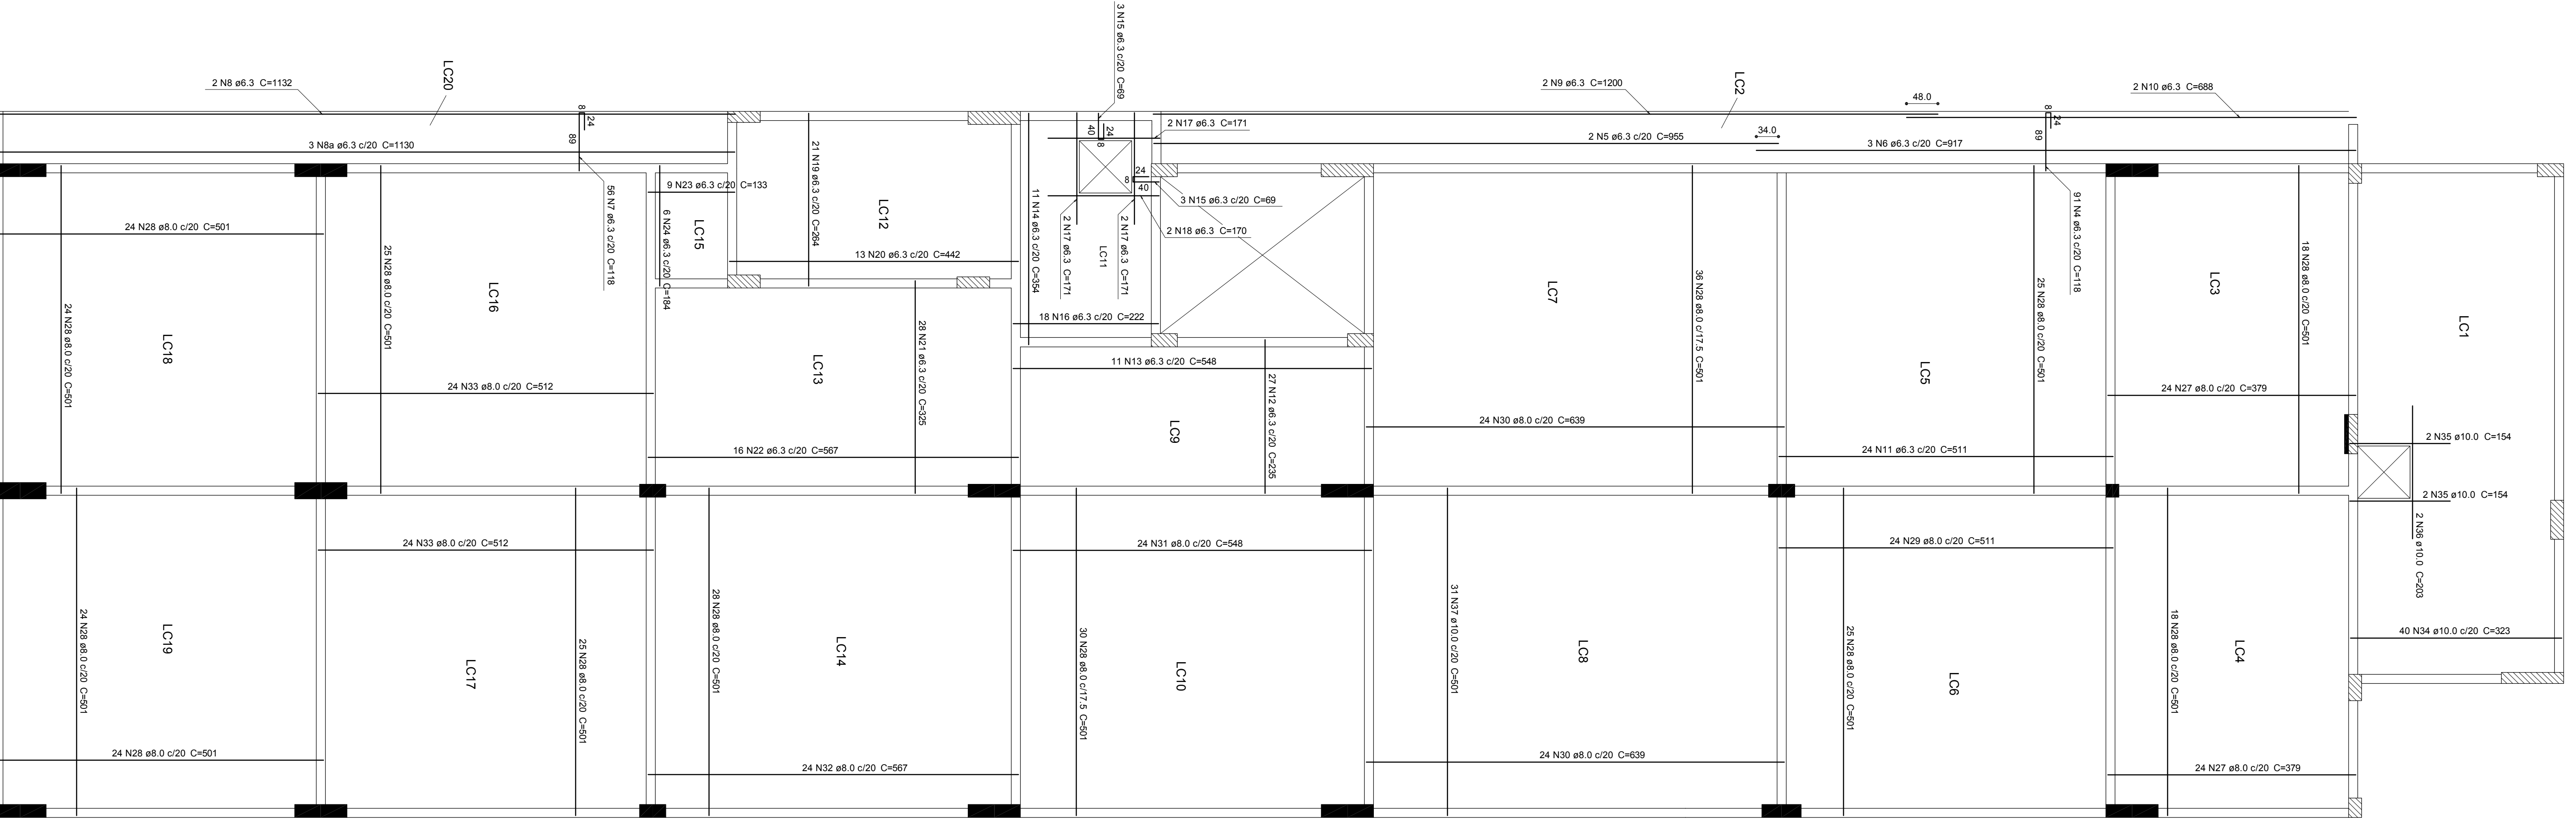 3 N15 ø6.3 c/20 C=69
LC20
LC2
2 N8 ø6.3 C=1132
2 N9 ø6.3 C=1200
2 N10 ø6.3 C=688
48.0
8
24
89
40
24
8
2 N17 ø6.3 C=171
34.0
2 N5 ø6.3 c/20 C=955
8
24
89
3 N8a ø6.3 c/20 C=1130
3 N6 ø6.3 c/20 C=917
21 N19 ø6.3 c/20 C=264
24
8
40
9 N23 ø6.3 c/20 C=133
3 N15 ø6.3 c/20 C=69
56 N7 ø6.3 c/20 C=118
6 N24 ø6.3 c/20 C=184
LC15
LC12
11 N14 ø6.3 c/20 C=354
2 N17 ø6.3 C=171
2 N17 ø6.3 C=171
LC11
2 N18 ø6.3 C=170
91 N4 ø6.3 c/20 C=118
24 N28 ø8.0 c/20 C=501
25 N28 ø8.0 c/20 C=501
13 N20 ø6.3 c/20 C=442
LC16
LC7
36 N28 ø8.0 c/17.5 C=501
25 N28 ø8.0 c/20 C=501
LC3
18 N28 ø8.0 c/20 C=501
LC1
24 N28 ø8.0 c/20 C=501
LC18
18 N16 ø6.3 c/20 C=222
28 N21 ø6.3 c/20 C=325
LC13
11 N13 ø6.3 c/20 C=548
27 N12 ø6.3 c/20 C=235
LC5
24 N33 ø8.0 c/20 C=512
24 N27 ø8.0 c/20 C=379
24 N30 ø8.0 c/20 C=639
LC9
2 N35 ø10.0 C=154
16 N22 ø6.3 c/20 C=567
24 N11 ø6.3 c/20 C=511
2 N35 ø10.0 C=154
2 N36 ø10.0 C=203
24 N33 ø8.0 c/20 C=512
24 N31 ø8.0 c/20 C=548
24 N29 ø8.0 c/20 C=511
24 N28 ø8.0 c/20 C=501
LC19
LC17
25 N28 ø8.0 c/20 C=501
28 N28 ø8.0 c/20 C=501
LC14
30 N28 ø8.0 c/17.5 C=501
LC10
31 N37 ø10.0 c/20 C=501
LC8
25 N28 ø8.0 c/20 C=501
LC6
18 N28 ø8.0 c/20 C=501
LC4
40 N34 ø10.0 c/20 C=323
24 N28 ø8.0 c/20 C=501
24 N32 ø8.0 c/20 C=567
24 N30 ø8.0 c/20 C=639
24 N27 ø8.0 c/20 C=379